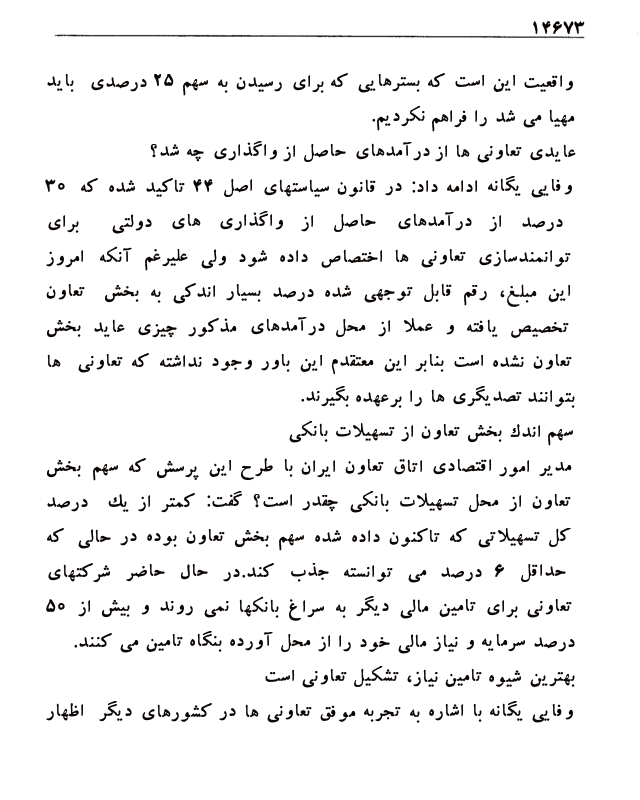 ۱۴۶۷۳
واقعیت این است که بسترهایی که برای رسیدن به سهم ۲۵ درصدی باید
مهیا می شد را فراهم نکردیم.
عایدی تعاونی ها از درآمدهای حاصل از واگذاری چه شد؟
وفایی یگانه ادامه داد: در قانون سیاستهای اصل ۴۴ تاکید شده که ۳۰
درصد از درآمدهای حاصل از واگذاری های دولتی برای
توانمندسازی تعاونی ها اختصاص داده شود ولی علیرغم آنکه امروز
این مبلغ، رقم قابل توجهی شده درصد بسیار اندکی به بخش تعاون
تخصیص یافته و عملا از محل درآمدهای مذکور چیزی عاید بخش
تعاون نشده است بنابر این معتقدم این باور وجود نداشته که تعاونی ها
بتوانند تصدیگری ها را برعهده بگیرند.
سهم اندك بخش تعاون از تسهیلات بانکی
مدیر امور اقتصادی اتاق تعاون ایران با طرح این پرسش که سهم بخش
تعاون از محل تسهیلات بانکی چقدر است؟ گفت: کمتر از یك درصد
کل تسهیلاتی که تاکنون داده شده سهم بخش تعاون بوده در حالی که
حداقل ۶ درصد می توانسته جذب کند.در حال حاضر شرکتهای
تعاونی برای تامین مالی دیگر به سراغ بانکها نمی روند و بیش از ۵۰
درصد سرمایه و نیاز مالی خود را از محل آورده بنگاه تامین می کنند.
بهترین شیوه تامین نیاز، تشکیل تعاونی است
وفایی یگانه با اشاره به تجربه موفق تعاونی ها در کشورهای دیگر اظهار